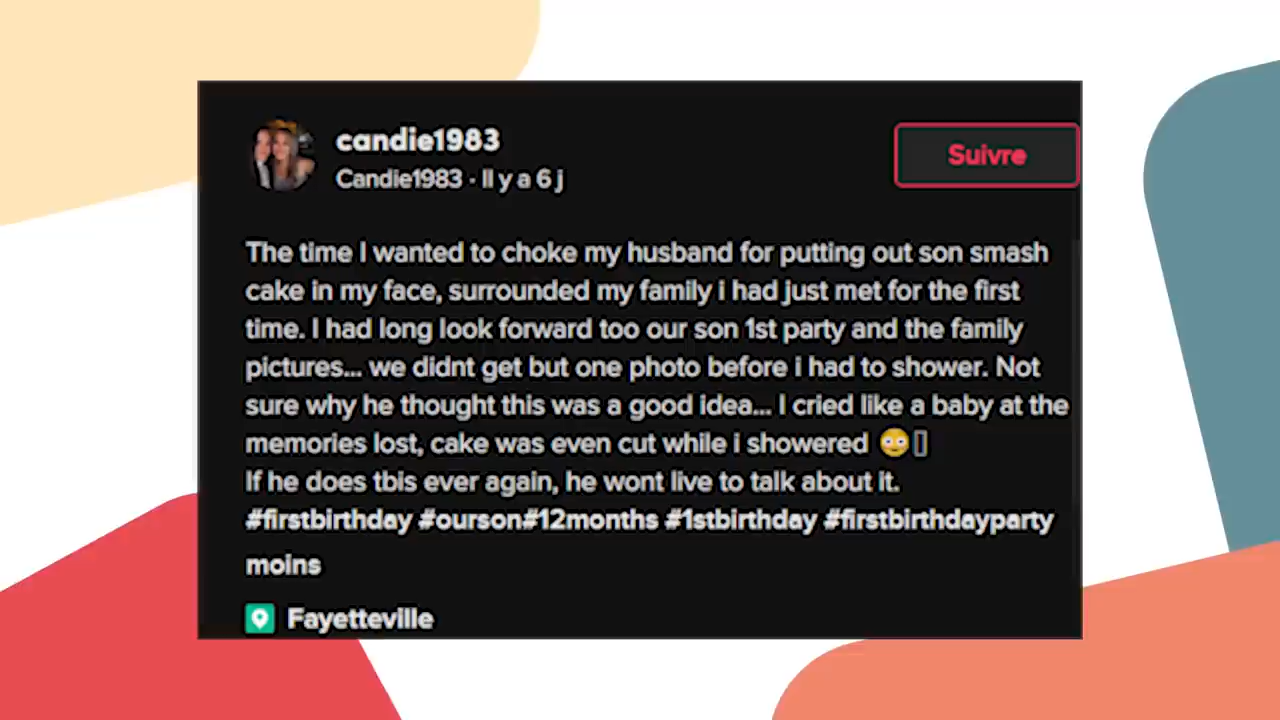 candie1983
Candie1983 · Il y a 6 j
Suivre
The time I wanted to choke my husband for putting out son smash
cake in my face, surrounded my family i had just met for the first
time. I had long look forward too our son 1st party and the family
pictures... we didnt get but one photo before i had to shower. Not
sure why he thought this was a good idea... I cried like a baby at the
memories lost, cake was even cut while i showered 😳▯
If he does tbis ever again, he wont live to talk about it.
#firstbirthday #ourson#12months #1stbirthday #firstbirthdayparty
moins
Fayetteville